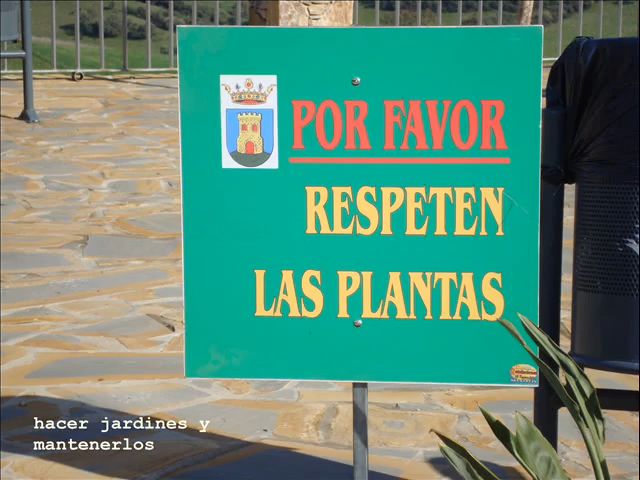 POR FAVOR
RESPETEN
LAS PLANTAS
hacer jardines y
mantenerlos